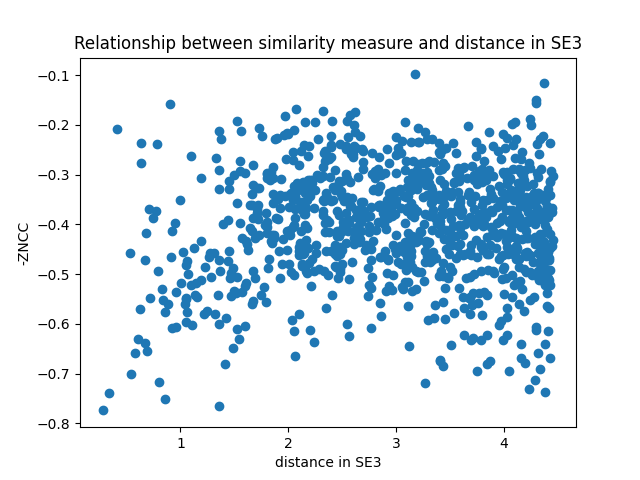 Relationship between similarity measure and distance in SE3
−0.1
−0.2
−0.3
−0.4
−0.5
−0.6
−0.7
−0.8
-ZNCC
1 2 3 4
distance in SE3